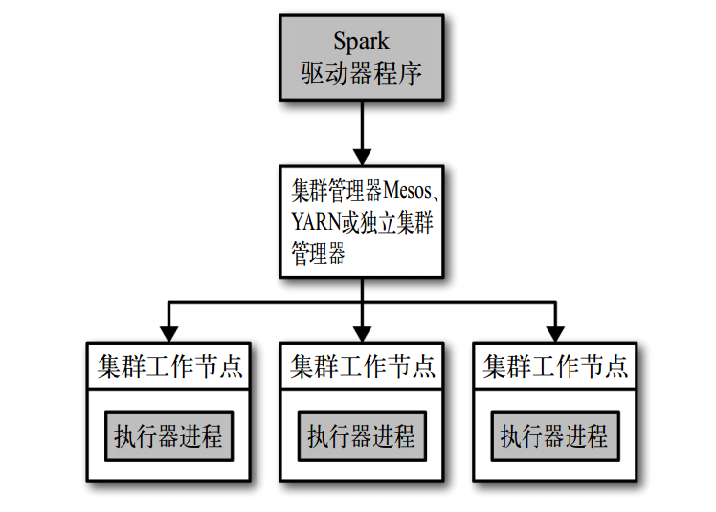 Spark
驱动器程序
集群管理器Mesos、
YARN或独立集群
管理器
集群工作节点
执行器进程
集群工作节点
执行器进程
集群工作节点
执行器进程